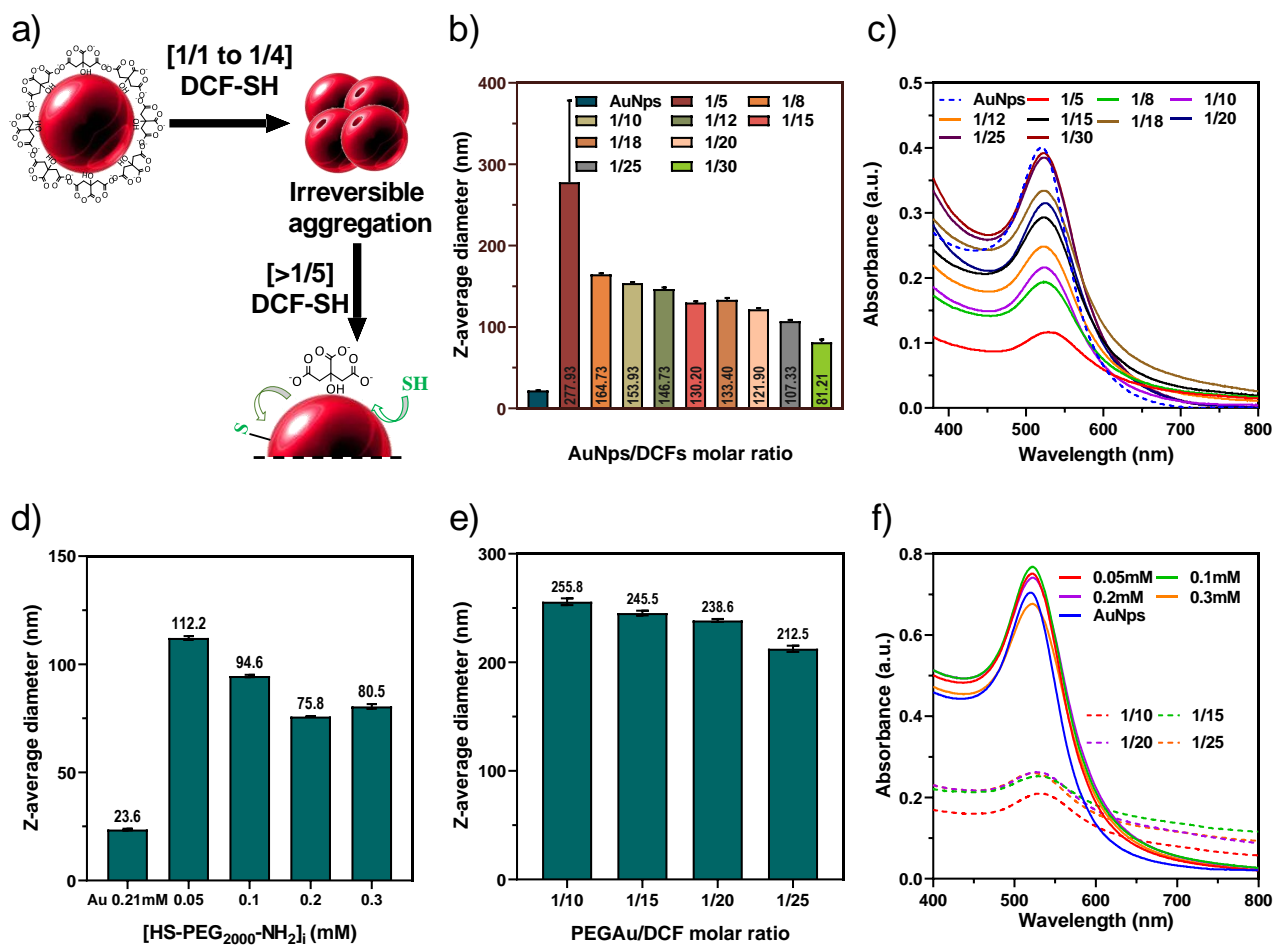 a)
[1/1 to 1/4]
DCF-SH
Irreversible
aggregation
[>1/5]
DCF-SH
SH
S
b)
Z-average diameter (nm)
400
300
200
100
0
AuNps 1/5 1/8
1/10 1/12 1/15
1/18 1/20
1/25 1/30
277.93 164.73 153.93 146.73 130.20 133.40 121.90 107.33 81.21
AuNps/DCFs molar ratio
c)
Absorbance (a.u.)
0.5
0.4
0.3
0.2
0.1
0.0
AuNps 1/5 1/8 1/10
1/12 1/15 1/18 1/20
1/25 1/30
400 500 600 700 800
Wavelength (nm)
d)
Z-average diameter (nm)
150
100
50
0
23.6 112.2 94.6 75.8 80.5
Au 0.21mM 0.05 0.1 0.2 0.3
[HS-PEG2000-NH2]i (mM)
e)
Z-average diameter (nm)
300
200
100
0
255.8 245.5 238.6 212.5
1/10 1/15 1/20 1/25
PEGAu/DCF molar ratio
f)
Absorbance (a.u.)
0.8
0.6
0.4
0.2
0.0
0.05mM 0.1mM
0.2mM 0.3mM
AuNps
1/10 1/15
1/20 1/25
400 500 600 700 800
Wavelength (nm)